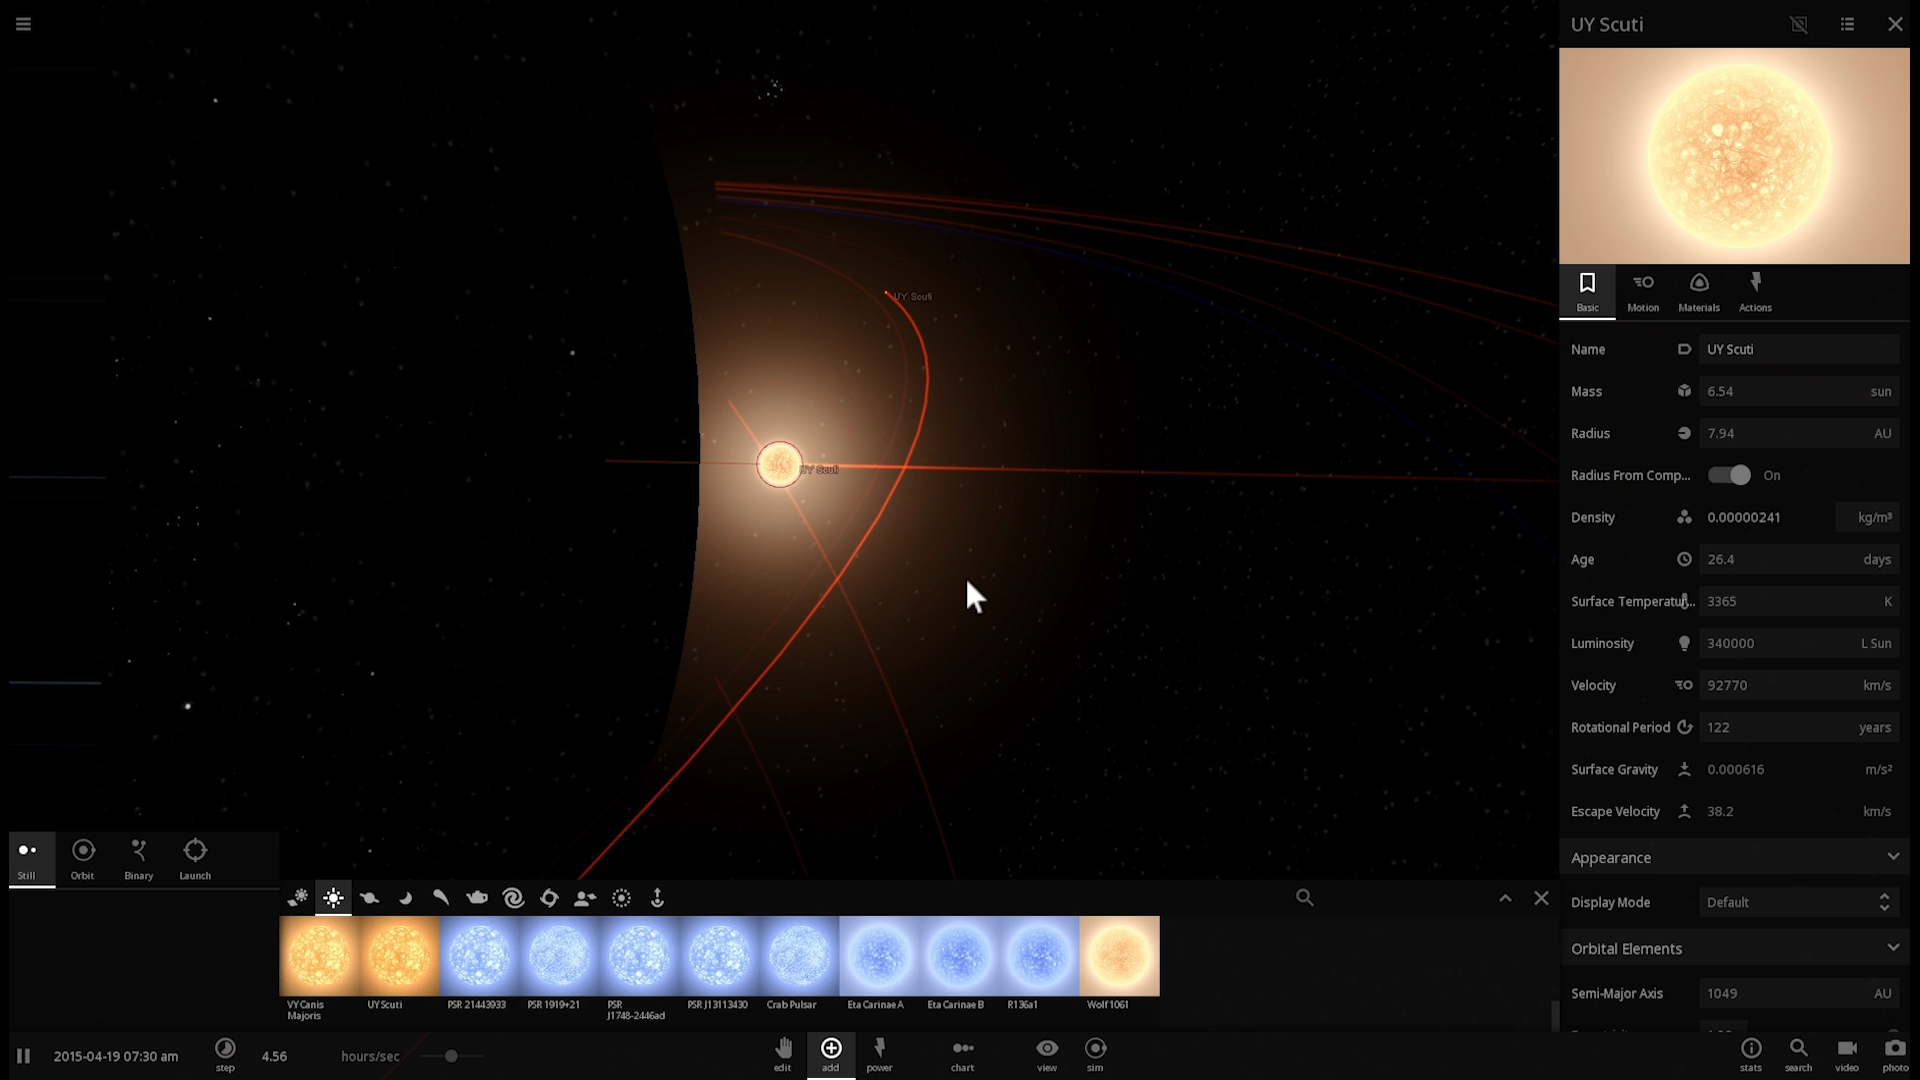 UY Scuti
UY Scuti
UY Scuti
Basic
Motion
Materials
Actions
Name
UY Scuti
Mass
6.54
sun
Radius
7.94
AU
Radius From Comp...
On
Density
0.00000241
kg/m³
Age
26.4
days
Surface Temperatur...
3365
K
Luminosity
340000
L Sun
Velocity
92770
km/s
Rotational Period
122
years
Surface Gravity
0.000616
m/s²
Escape Velocity
38.2
km/s
Appearance
Display Mode
Default
Orbital Elements
Semi-Major Axis
1049
AU
Still
Orbit
Binary
Launch
VY Canis
Majoris
UY Scuti
PSR 21443933
PSR 1919+21
PSR
J1748-2446ad
PSR J13113430
Crab Pulsar
Eta Carinae A
Eta Carinae B
R136a1
Wolf 1061
2015-04-19 07:30 am
step
4.56
hours/sec
edit
add
power
chart
view
sim
stats
search
video
photo